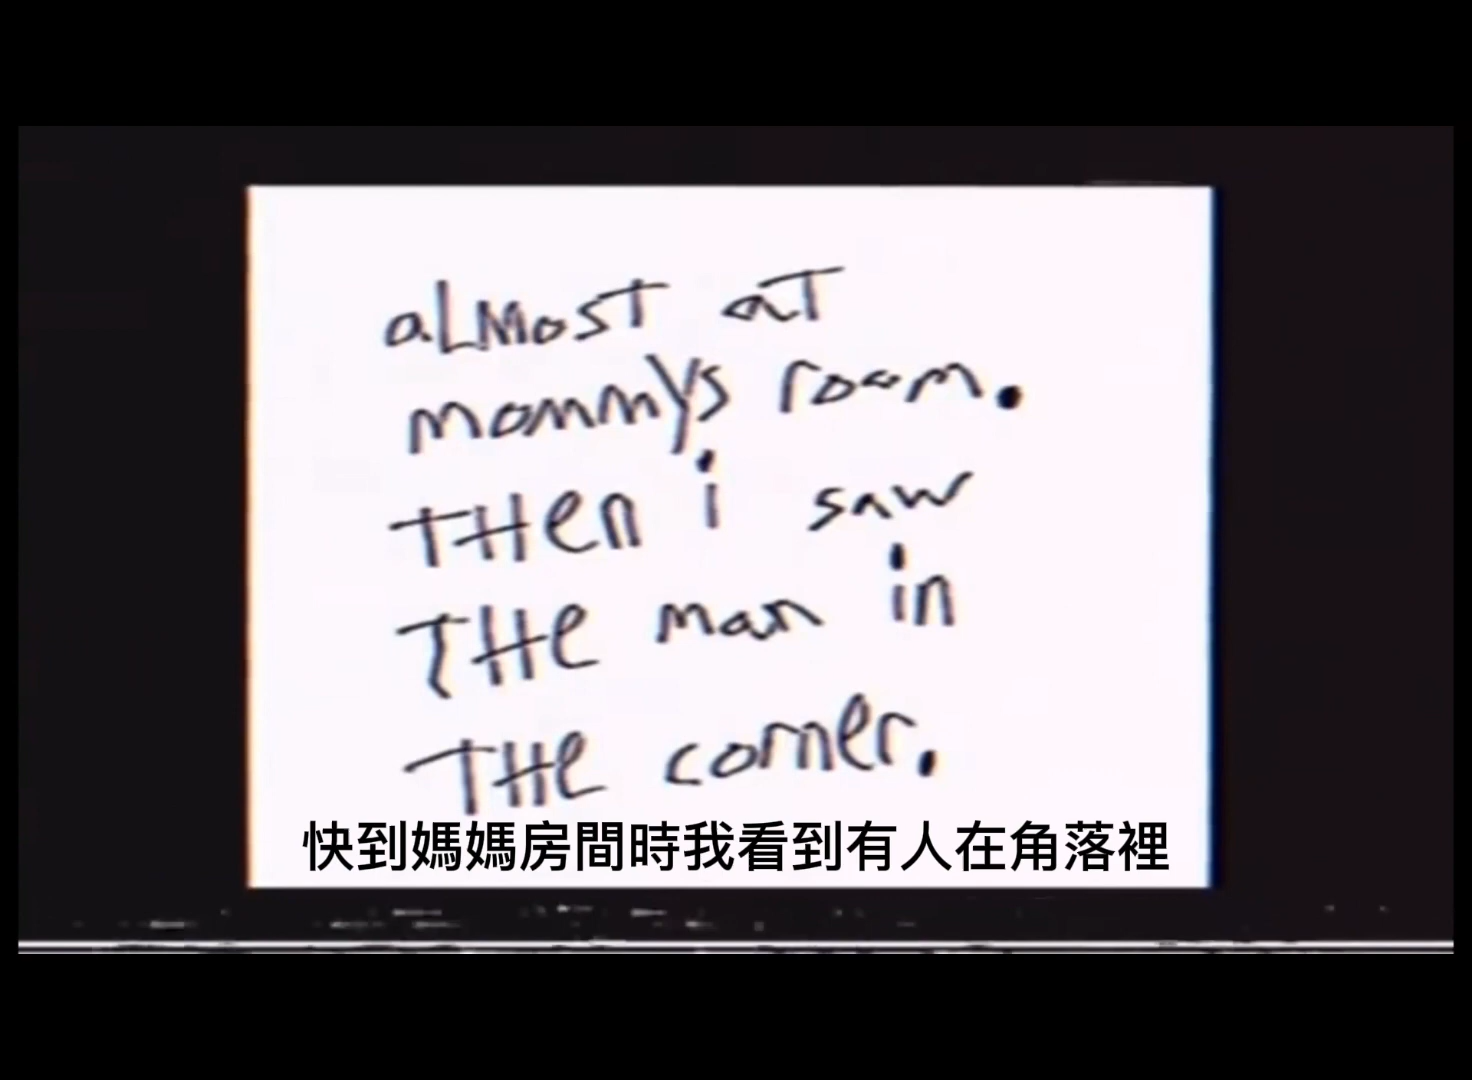 aLMosT aT
mommys room.
THen i saw
THe man in
THe corner.
快到媽媽房間時我看到有人在角落裡